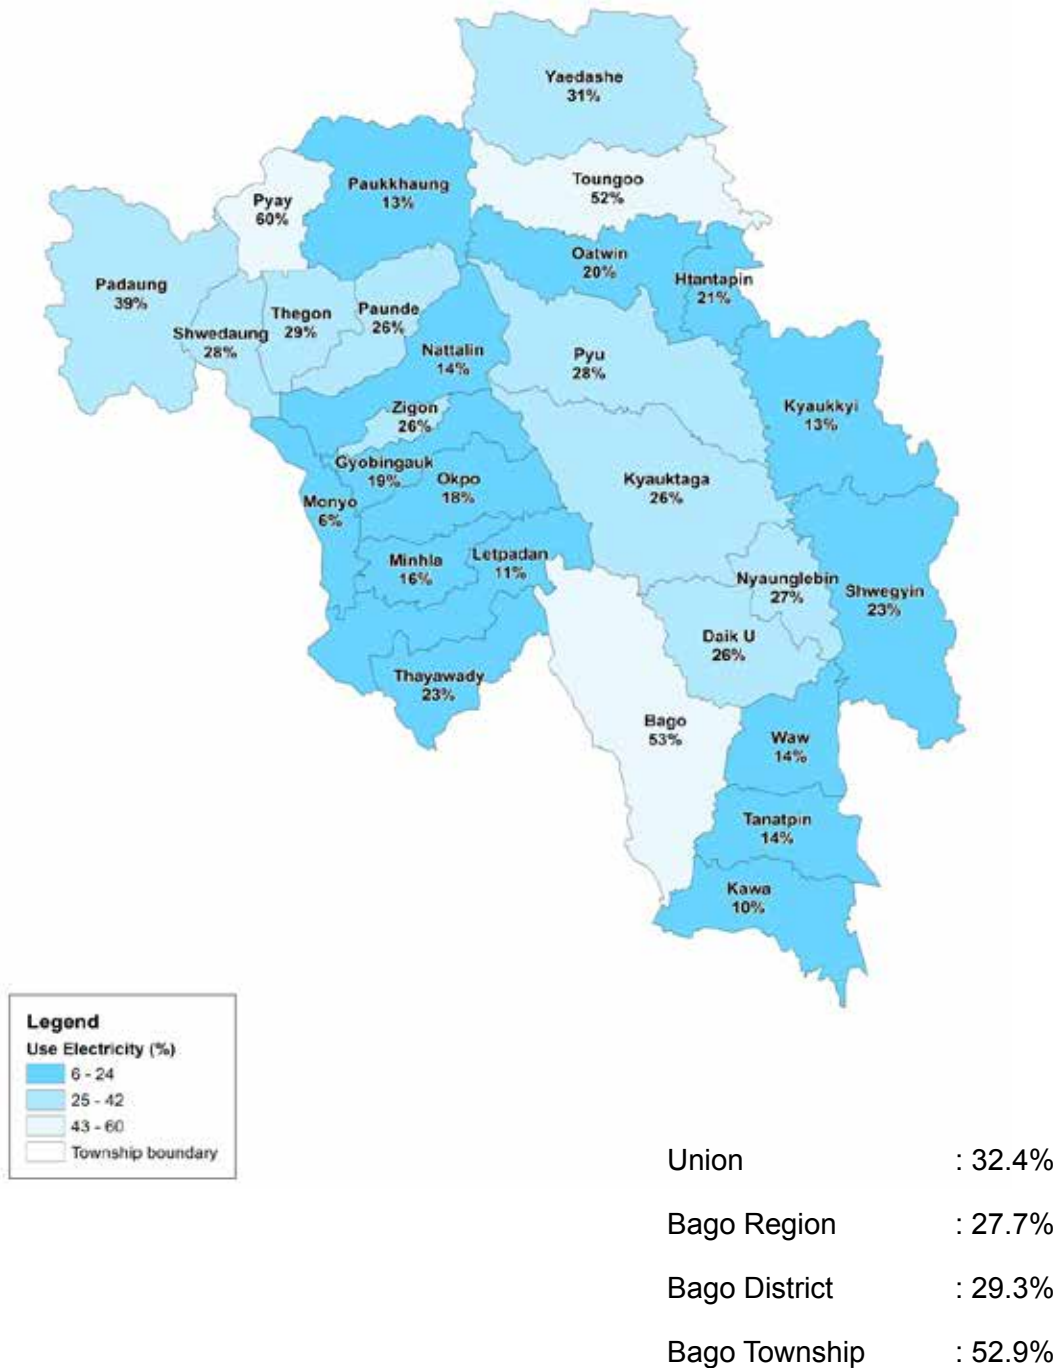 Yaedashe
31%
Toungoo
52%
Paukkhaung
13%
Pyay
60%
Oatwin
20%
Htantapin
21%
Padaung
39%
Paunde
26%
Thegon
29%
Shwedaung
28%
Nattalin
14%
Pyu
28%
Kyaukkyi
13%
Zigon
26%
Gyobingauk
19%
Okpo
18%
Kyauktaga
26%
Monyo
6%
Minhla
16%
Letpadan
11%
Nyaunglebin
27%
Shwegyin
23%
Daik U
26%
Thayawady
23%
Bago
53%
Waw
14%
Tanatpin
14%
Kawa
10%
Legend
Use Electricity (%)
6 - 24
25 - 42
43 - 60
Township boundary
Union : 32.4%
Bago Region : 27.7%
Bago District : 29.3%
Bago Township : 52.9%